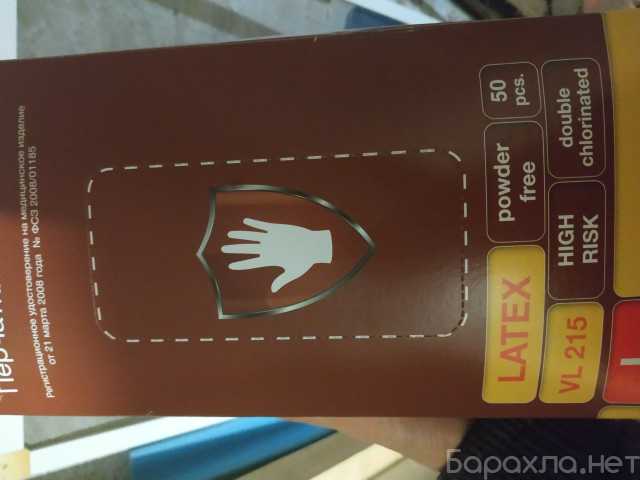 Перчатки
Регистрационное удостоверение на медицинское изделие
от 21 марта 2008 года № ФСЗ 2008/01185
LATEX
powder
free
50
pcs.
VL 215
HIGH
RISK
double
chlorinated
L
Барахла.нет